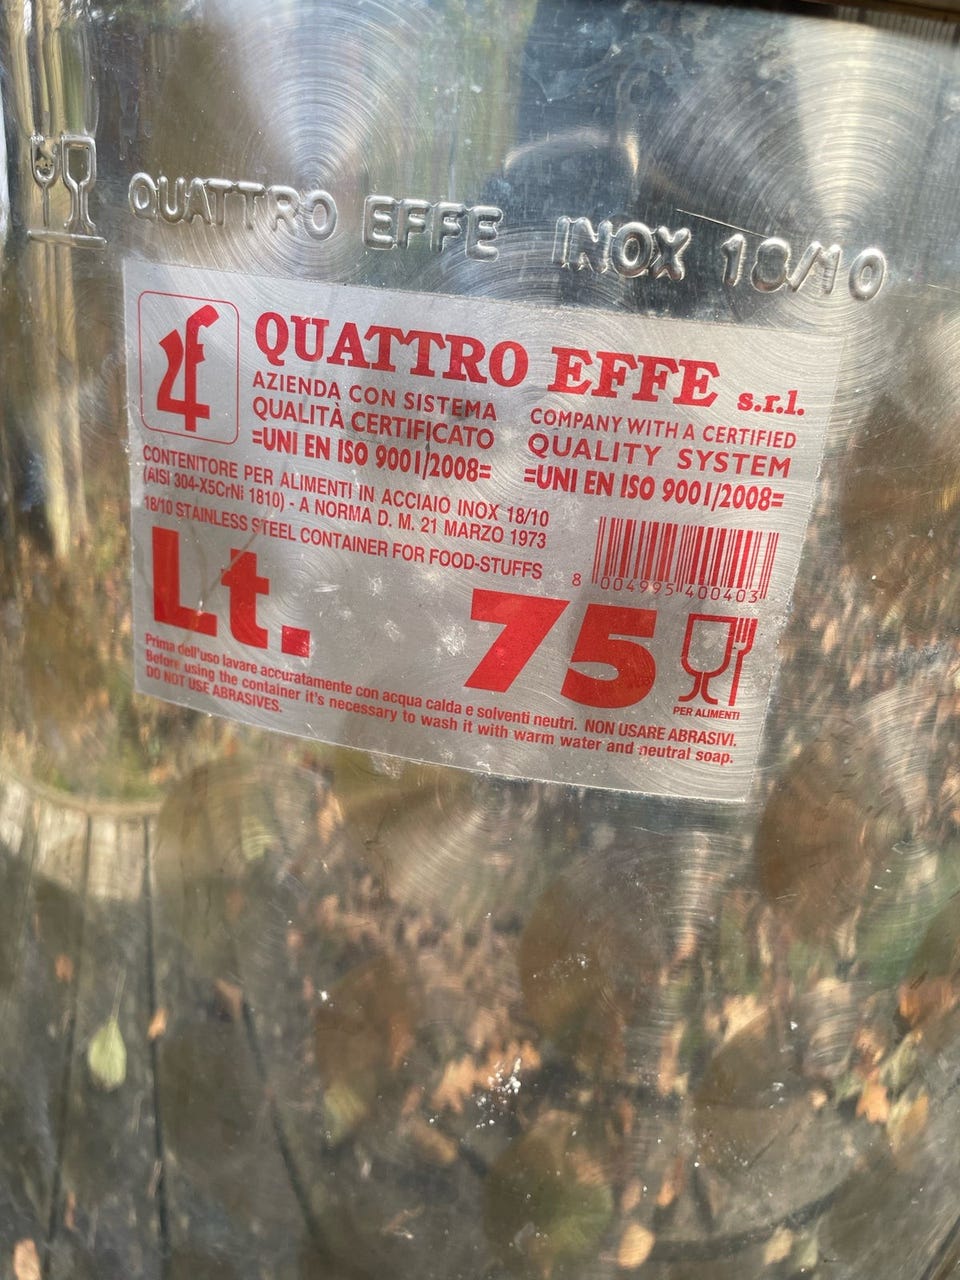 QUATTRO EFFE INOX 18/10
4f
QUATTRO EFFE s.r.l.
AZIENDA CON SISTEMA
QUALITÀ CERTIFICATO
=UNI EN ISO 9001/2008=
COMPANY WITH A CERTIFIED
QUALITY SYSTEM
=UNI EN ISO 9001/2008=
CONTENITORE PER ALIMENTI IN ACCIAIO INOX 18/10
(AISI 304-X5CrNi 1810) - A NORMA D. M. 21 MARZO 1973
18/10 STAINLESS STEEL CONTAINER FOR FOOD-STUFFS
8 004995 400403
Lt. 75
PER ALIMENTI
Prima dell'uso lavare accuratamente con acqua calda e solventi neutri. NON USARE ABRASIVI.
Before using the container it's necessary to wash it with warm water and neutral soap.
DO NOT USE ABRASIVES.